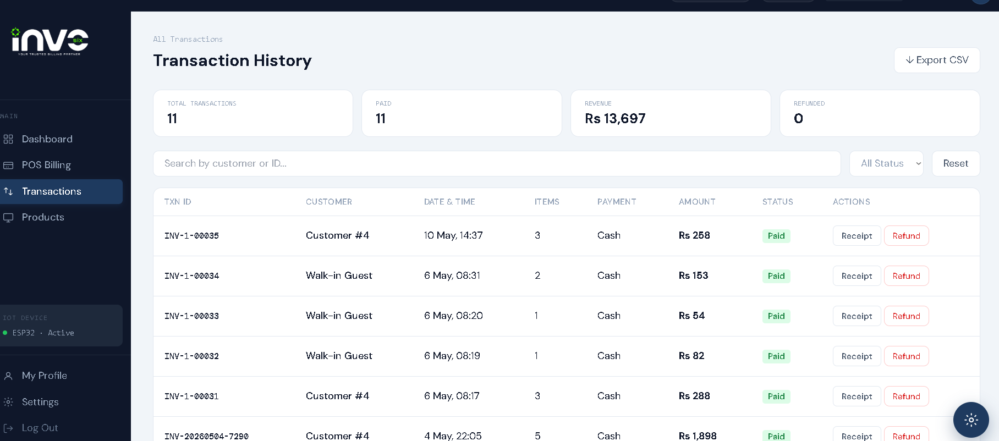 invo
six
YOUR TRUSTED BILLING PARTNER
MAIN
Dashboard
POS Billing
Transactions
Products
IOT DEVICE
ESP32 · Active
My Profile
Settings
Log Out
All Transactions
Transaction History
↓ Export CSV
TOTAL TRANSACTIONS
11
PAID
11
REVENUE
Rs 13,697
REFUNDED
0
Search by customer or ID...
All Status
Reset
TXN ID CUSTOMER DATE & TIME ITEMS PAYMENT AMOUNT STATUS ACTIONS
INV-1-00035 Customer #4 10 May, 14:37 3 Cash Rs 258 Paid Receipt Refund
INV-1-00034 Walk-in Guest 6 May, 08:31 2 Cash Rs 153 Paid Receipt Refund
INV-1-00033 Walk-in Guest 6 May, 08:20 1 Cash Rs 54 Paid Receipt Refund
INV-1-00032 Walk-in Guest 6 May, 08:19 1 Cash Rs 82 Paid Receipt Refund
INV-1-00031 Customer #4 6 May, 08:17 3 Cash Rs 288 Paid Receipt Refund
INV-20260504-7290 Customer #4 4 May, 22:05 5 Cash Rs 1,898 Paid Receipt Refund